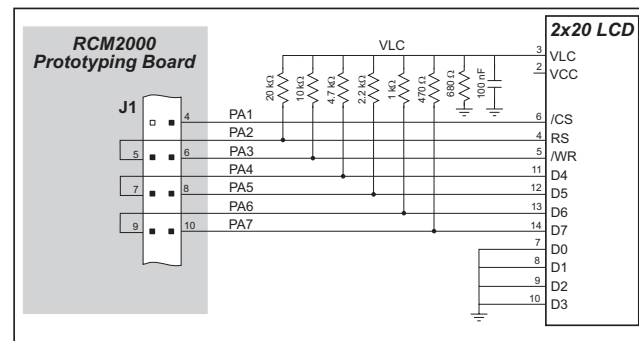 RCM2000
Prototyping Board
J1
VLC
20 kΩ
10 kΩ
4.7 kΩ
2.2 kΩ
1 kΩ
470 Ω
680 Ω
100 nF
2x20 LCD
3 VLC
2 VCC
4 PA1 6 /CS
PA2 4 RS
5 6 PA3 5 /WR
PA4 11 D4
7 8 PA5 12 D5
PA6 13 D6
9 10 PA7 14 D7
7 D0
8 D1
9 D2
10 D3